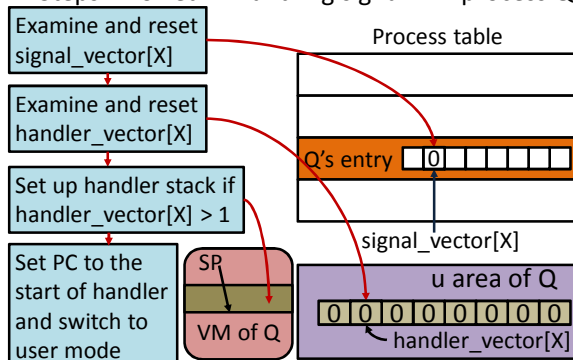 Examine and reset
signal_vector[X]
Examine and reset
handler_vector[X]
Set up handler stack if
handler_vector[X] > 1
Set PC to the
start of handler
and switch to
user mode
SP
VM of Q
Process table
Q's entry
0
signal_vector[X]
u area of Q
0 0 0 0 0 0 0 0
handler_vector[X]